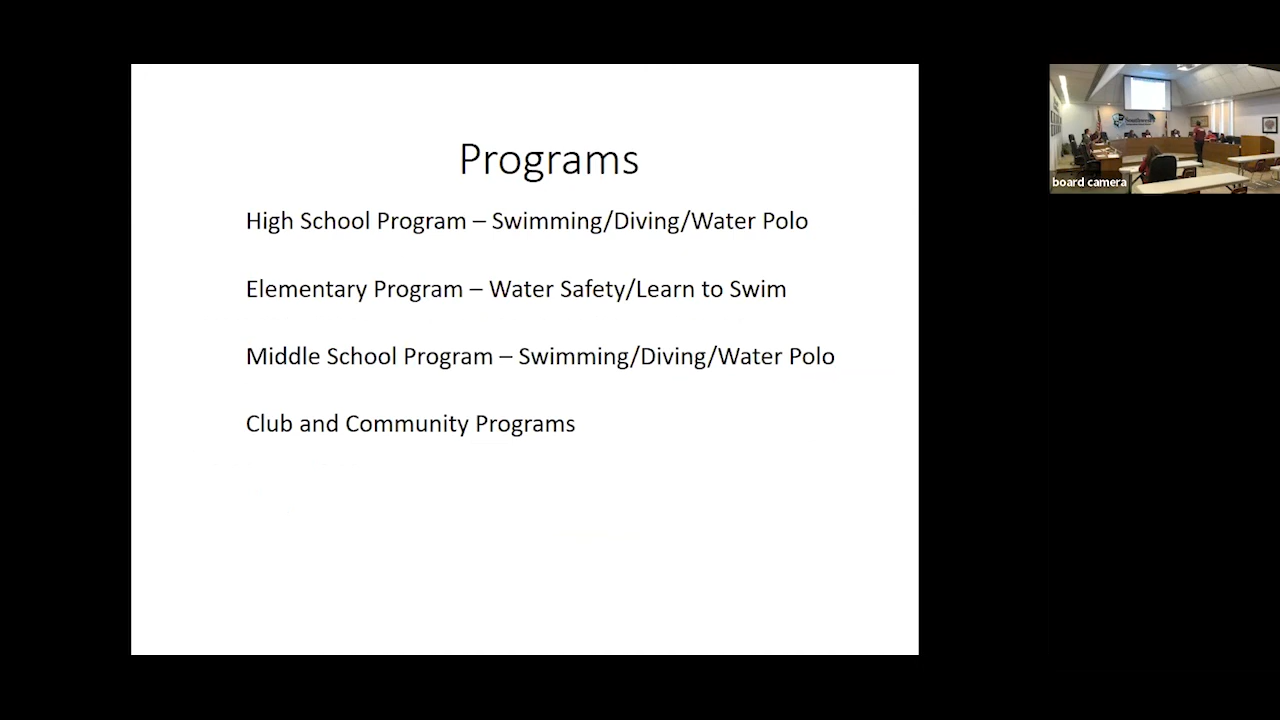 Programs
High School Program – Swimming/Diving/Water Polo
Elementary Program – Water Safety/Learn to Swim
Middle School Program – Swimming/Diving/Water Polo
Club and Community Programs
board camera